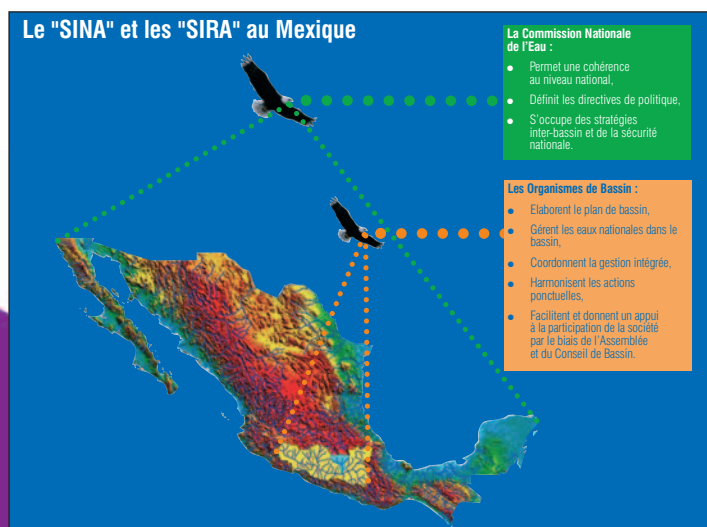 Le "SINA" et les "SIRA" au Mexique
La Commission Nationale
de l'Eau :
• Permet une cohérence
au niveau national,
• Définit les directives de politique,
• S'occupe des stratégies
inter-bassin et de la sécurité
nationale.
Les Organismes de Bassin :
• Elaborent le plan de bassin,
• Gérent les eaux nationales dans le
bassin,
• Coordonnent la gestion intégrée,
• Harmonisent les actions
ponctuelles,
• Facilitent et donnent un appui
à la participation de la société
par le biais de l'Assemblée
et du Conseil de Bassin.